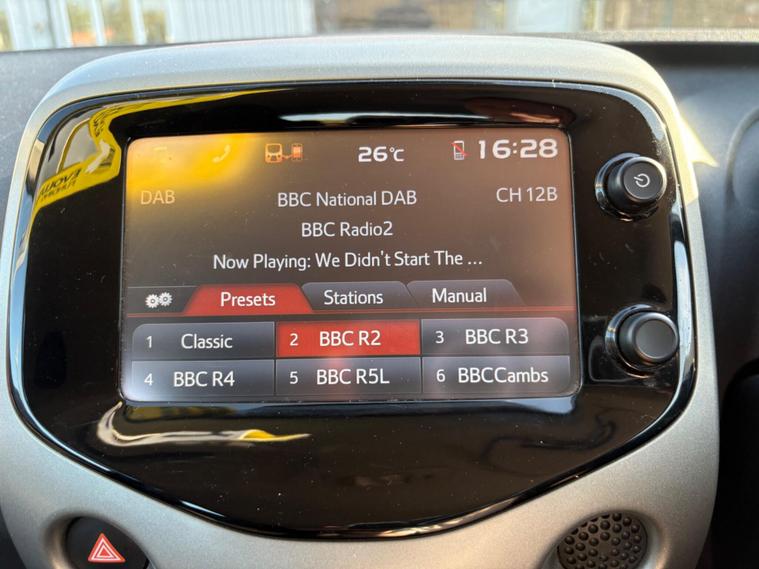 26°C 16:28
DAB BBC National DAB CH 12B
BBC Radio2
Now Playing: We Didn't Start The ...
Presets Stations Manual
1 Classic 2 BBC R2 3 BBC R3
4 BBC R4 5 BBC R5L 6 BBCCambs